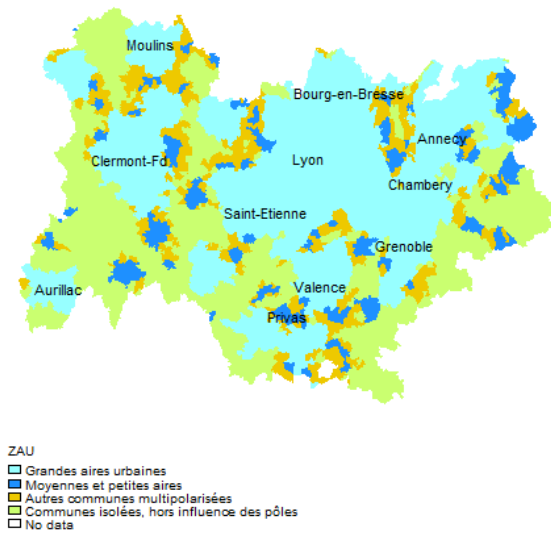 Moulins
Bourg-en-Bresse
Annecy
Clermont-Fd
Lyon
Chambery
Saint-Etienne
Grenoble
Aurillac
Valence
Privas
ZAU
Grandes aires urbaines
Moyennes et petites aires
Autres communes multipolarisées
Communes isolées, hors influence des pôles
No data